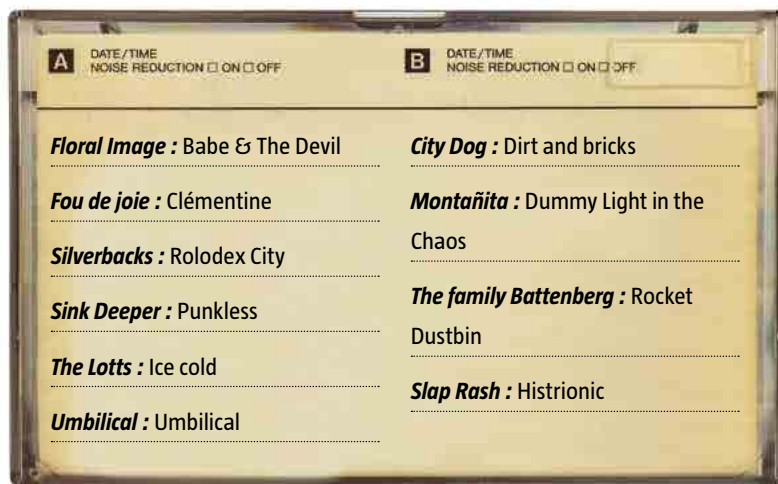 A DATE/TIME
NOISE REDUCTION □ ON □ OFF
Floral Image : Babe & The Devil
Fou de joie : Clémentine
Silverbacks : Rolodex City
Sink Deeper : Punkless
The Lotts : Ice cold
Umbilical : Umbilical
B DATE/TIME
NOISE REDUCTION □ ON □ OFF
City Dog : Dirt and bricks
Montañita : Dummy Light in the
Chaos
The family Battenberg : Rocket
Dustbin
Slap Rash : Histrionic